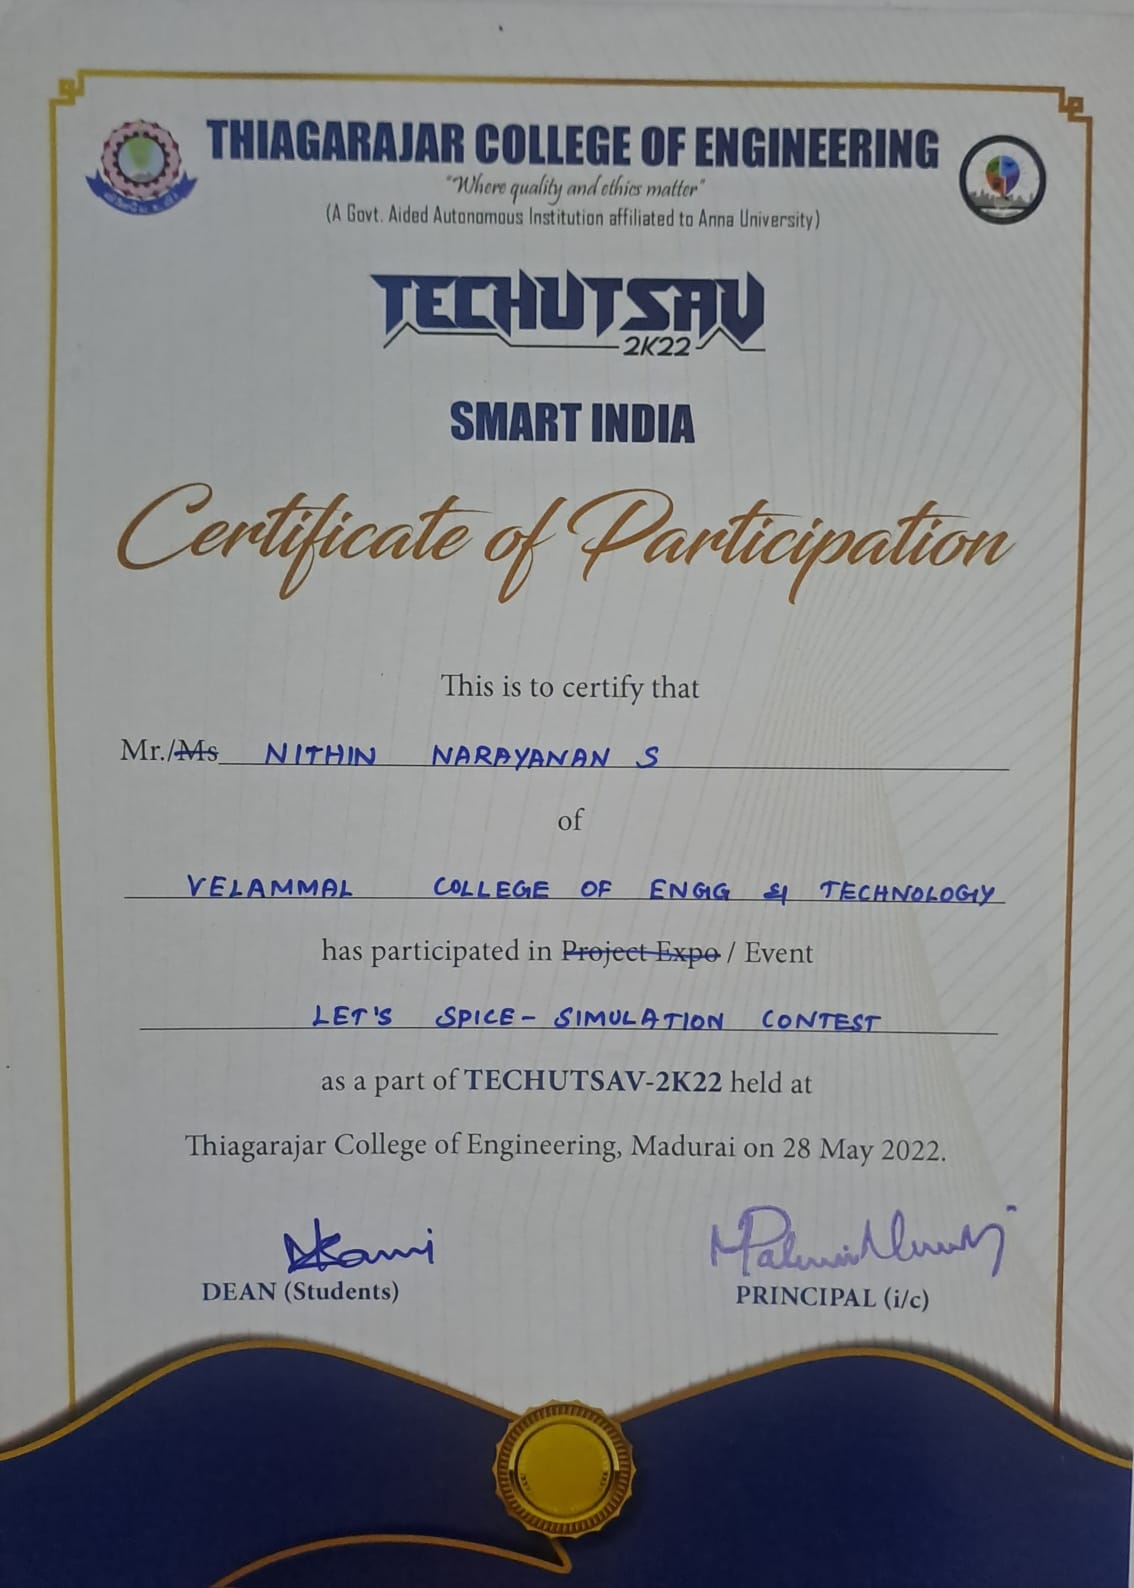 THIAGARAJAR COLLEGE OF ENGINEERING
"Where quality and ethics matter"
(A Govt. Aided Autonomous Institution affiliated to Anna University)
TECHUTSAV
2K22
SMART INDIA
Certificate of Participation
This is to certify that
Mr./Ms NITHIN NARAYANAN S
of
VELAMMAL COLLEGE OF ENGG & TECHNOLOGY
has participated in Project Expo / Event
LET'S SPICE - SIMULATION CONTEST
as a part of TECHUTSAV-2K22 held at
Thiagarajar College of Engineering, Madurai on 28 May 2022.
DEAN (Students)
PRINCIPAL (i/c)